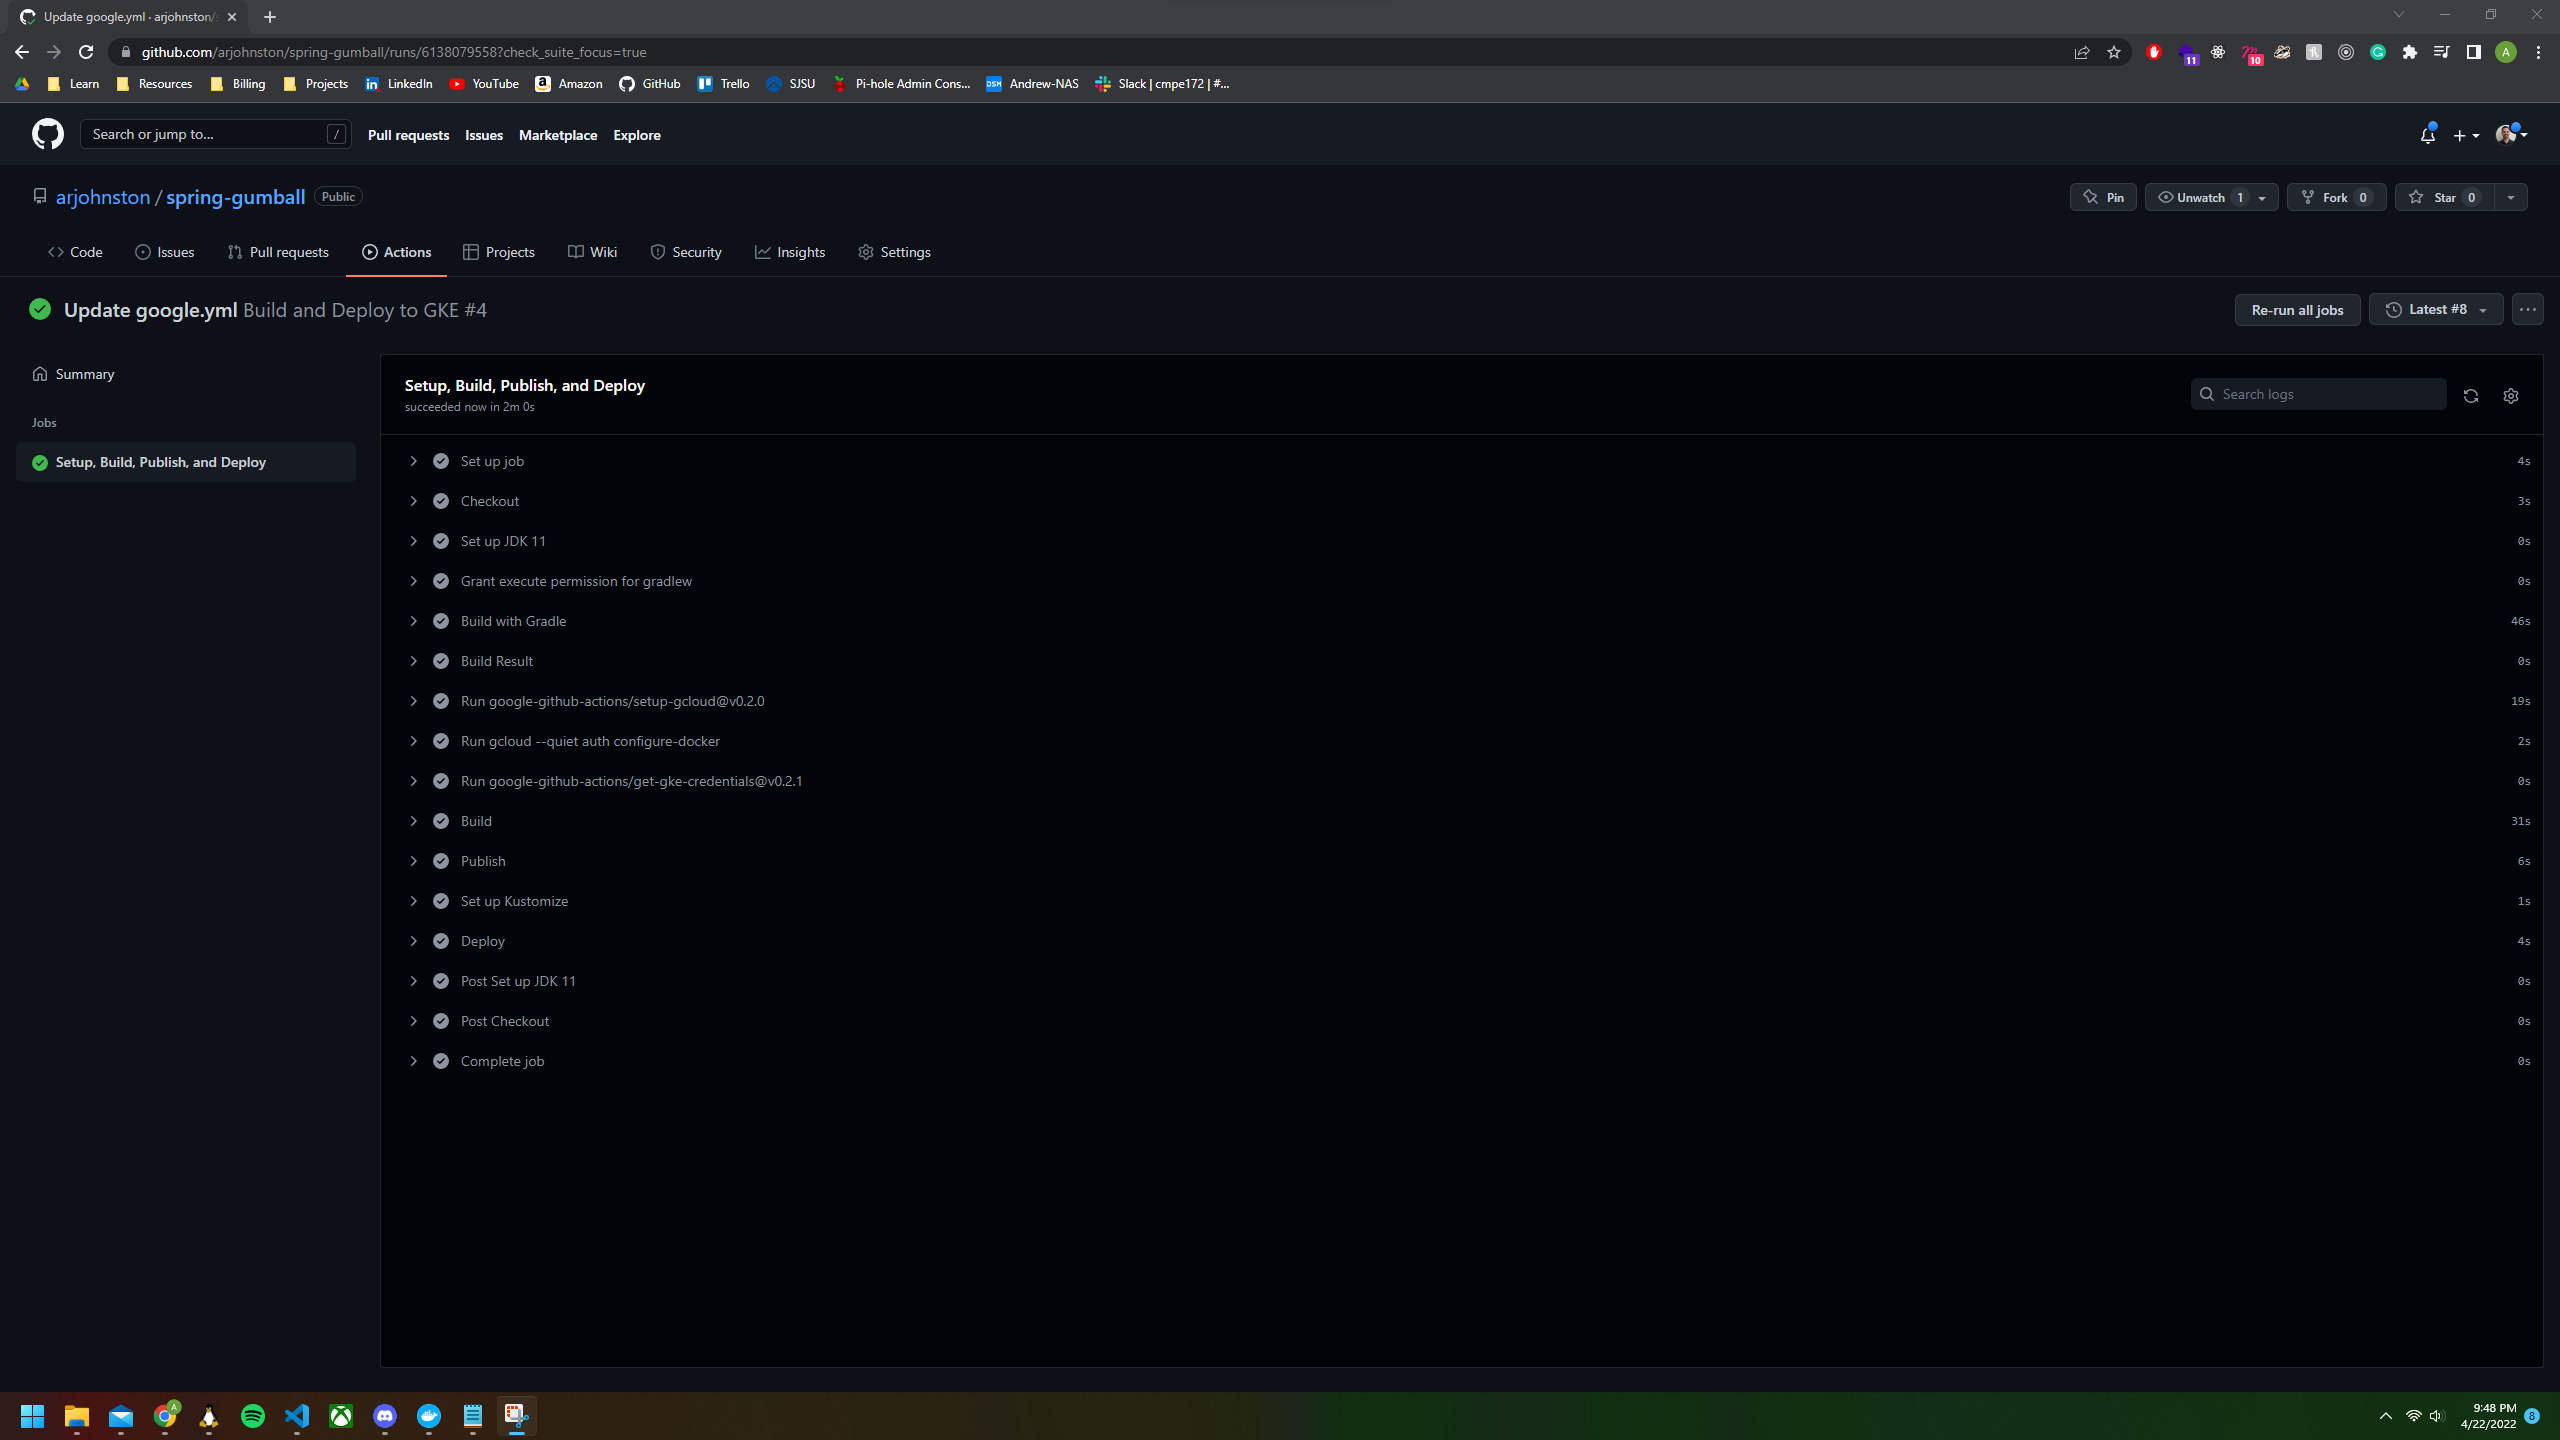 Update google.yml · arjohnston/s
github.com/arjohnston/spring-gumball/runs/6138079558?check_suite_focus=true
11
10
A
Learn Resources Billing Projects LinkedIn YouTube Amazon GitHub Trello SJSU Pi-hole Admin Cons... DSM Andrew-NAS Slack | cmpe172 | #...
Search or jump to... / Pull requests Issues Marketplace Explore
arjohnston / spring-gumball Public
Pin Unwatch 1 Fork 0 Star 0
Code Issues Pull requests Actions Projects Wiki Security Insights Settings
Update google.yml Build and Deploy to GKE #4
Re-run all jobs Latest #8
Summary
Jobs
Setup, Build, Publish, and Deploy
Setup, Build, Publish, and Deploy
succeeded now in 2m 0s
Search logs
Set up job 4s
Checkout 3s
Set up JDK 11 0s
Grant execute permission for gradlew 0s
Build with Gradle 46s
Build Result 0s
Run google-github-actions/setup-gcloud@v0.2.0 19s
Run gcloud --quiet auth configure-docker 2s
Run google-github-actions/get-gke-credentials@v0.2.1 0s
Build 31s
Publish 6s
Set up Kustomize 1s
Deploy 4s
Post Set up JDK 11 0s
Post Checkout 0s
Complete job 0s
9:48 PM
4/22/2022
8